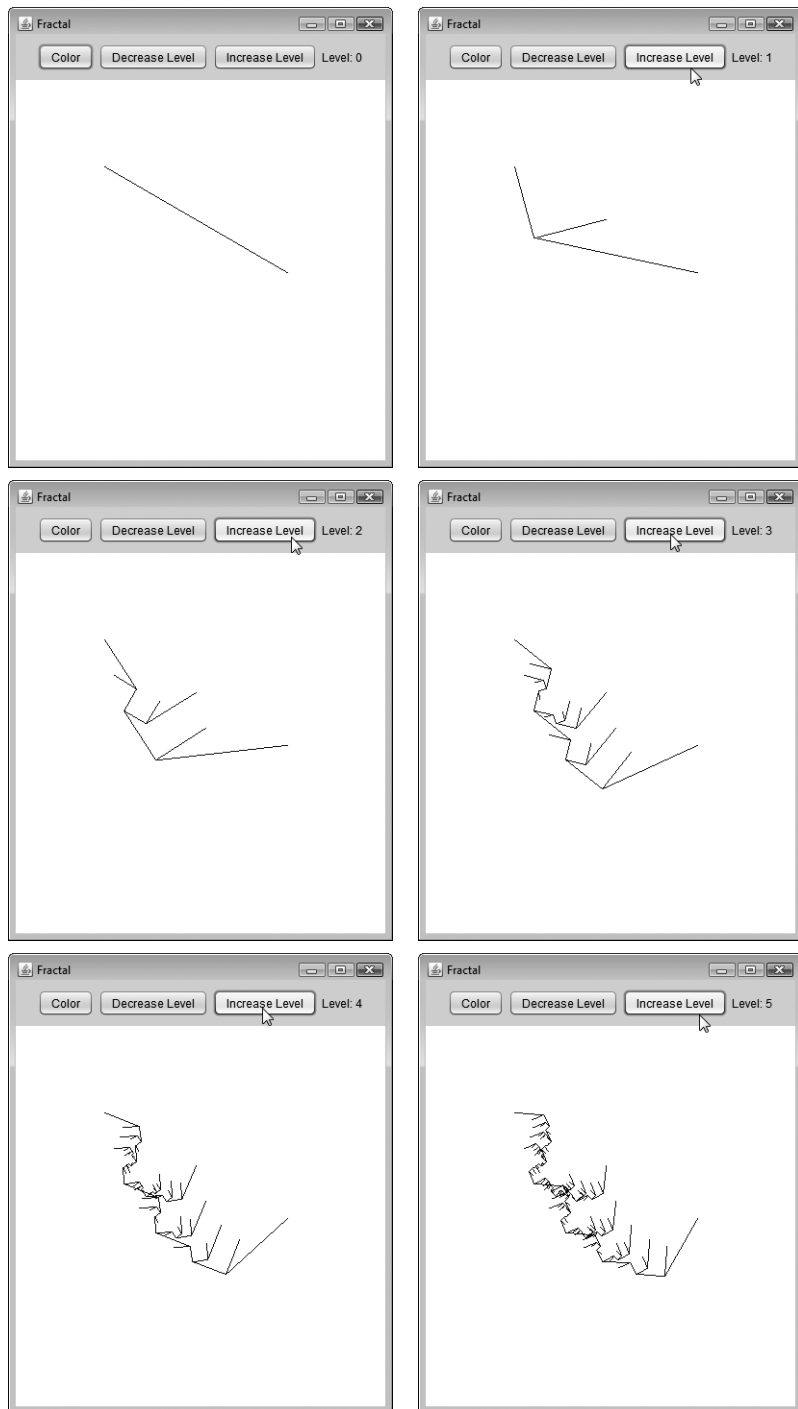 Fractal
Color Decrease Level Increase Level Level: 0
Fractal
Color Decrease Level Increase Level Level: 1
Fractal
Color Decrease Level Increase Level Level: 2
Fractal
Color Decrease Level Increase Level Level: 3
Fractal
Color Decrease Level Increase Level Level: 4
Fractal
Color Decrease Level Increase Level Level: 5